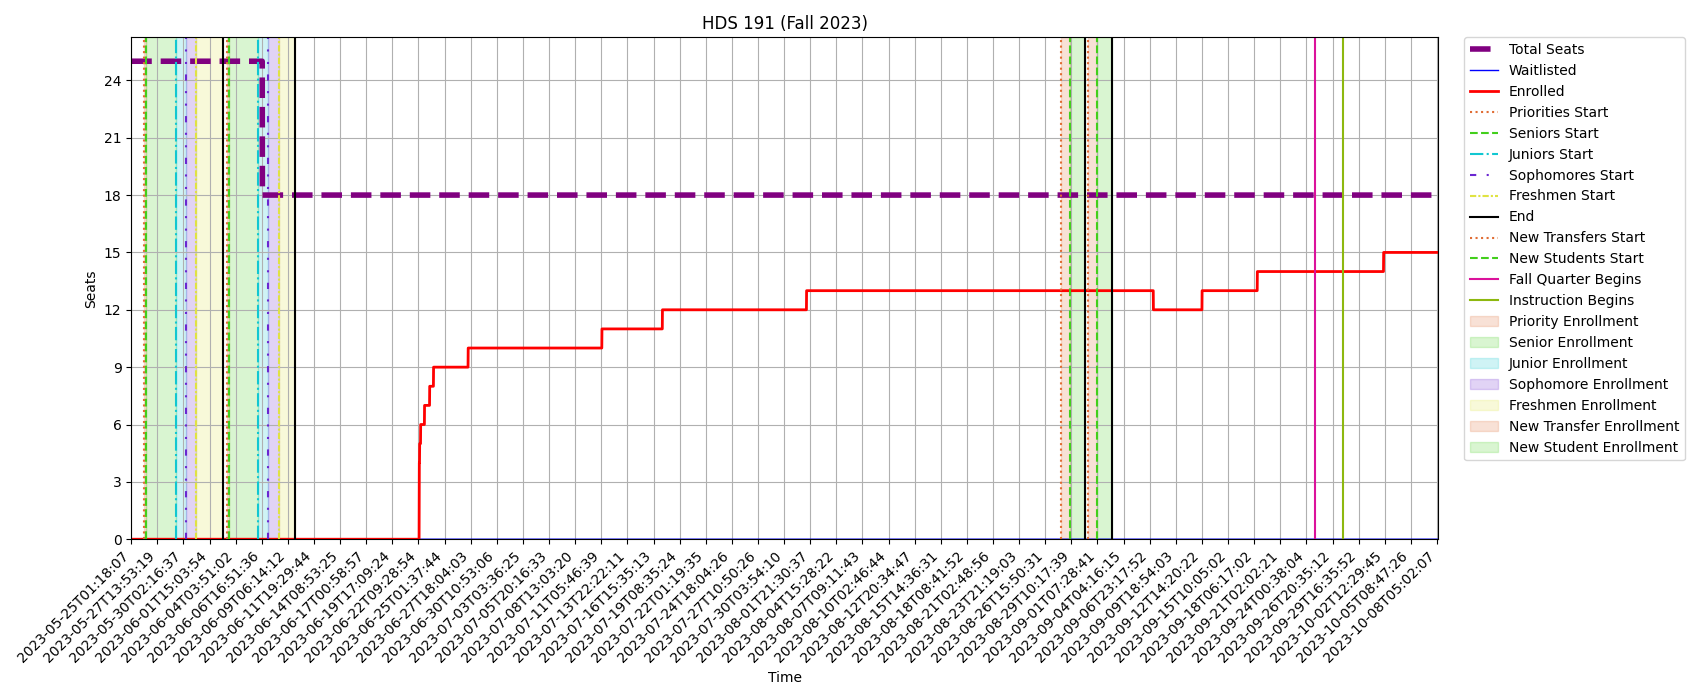 HDS 191 (Fall 2023)
Seats
24
21
18
15
12
9
6
3
0
2023-05-25T01:18:07
2023-05-27T13:53:19
2023-05-30T02:16:37
2023-06-01T15:03:54
2023-06-04T03:51:02
2023-06-06T16:51:36
2023-06-09T06:14:12
2023-06-11T19:29:44
2023-06-14T08:53:25
2023-06-17T00:58:57
2023-06-19T17:09:24
2023-06-22T09:28:54
2023-06-25T01:37:44
2023-06-27T18:04:03
2023-06-30T10:53:06
2023-07-03T03:36:25
2023-07-05T20:16:33
2023-07-08T13:03:20
2023-07-11T05:46:39
2023-07-13T22:22:11
2023-07-16T15:35:13
2023-07-19T08:35:24
2023-07-22T01:19:35
2023-07-24T18:04:26
2023-07-27T10:50:26
2023-07-30T03:54:10
2023-08-01T21:30:37
2023-08-04T15:28:22
2023-08-07T09:11:43
2023-08-10T02:46:44
2023-08-12T20:34:47
2023-08-15T14:36:31
2023-08-18T08:41:52
2023-08-21T02:48:56
2023-08-23T21:19:03
2023-08-26T15:50:31
2023-08-29T10:17:39
2023-09-01T07:28:41
2023-09-04T04:16:15
2023-09-06T23:17:52
2023-09-09T18:54:03
2023-09-12T14:20:22
2023-09-15T10:05:02
2023-09-18T06:17:02
2023-09-21T02:02:21
2023-09-24T00:38:04
2023-09-26T20:35:12
2023-09-29T16:35:52
2023-10-02T12:29:45
2023-10-05T08:47:26
2023-10-08T05:02:07
Time
Total Seats
Waitlisted
Enrolled
Priorities Start
Seniors Start
Juniors Start
Sophomores Start
Freshmen Start
End
New Transfers Start
New Students Start
Fall Quarter Begins
Instruction Begins
Priority Enrollment
Senior Enrollment
Junior Enrollment
Sophomore Enrollment
Freshmen Enrollment
New Transfer Enrollment
New Student Enrollment